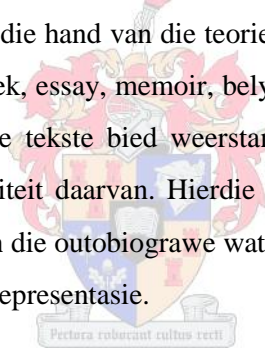 die hand van die teorie
ek, essay, memoir, bely
e tekste bied weerstan
iteit daarvan. Hierdie
n die outobiograwe wat
epresentasie.
Pectora roborant cultus recti